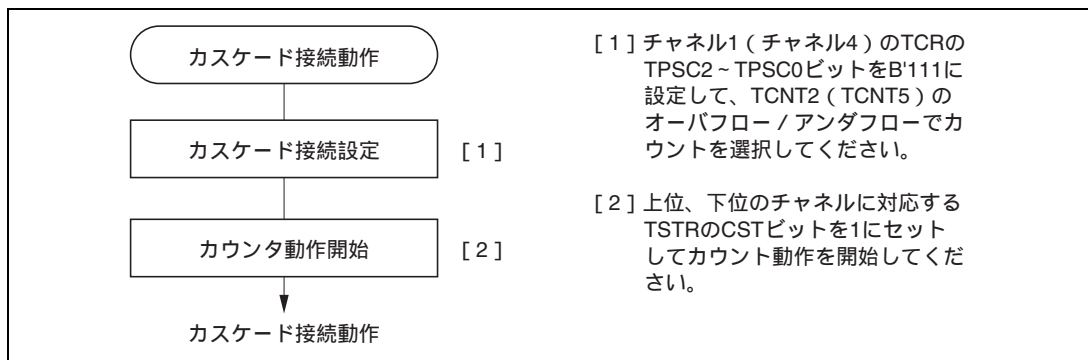 カスケード接続動作
カスケード接続設定
[1]
カウンタ動作開始
[2]
カスケード接続動作
[1]チャネル1(チャネル4)のTCRの
TPSC2~TPSC0ビットをB'111に
設定して、TCNT2(TCNT5)の
オーバフロー/アンダフローでカ
ウントを選択してください。
[2]上位、下位のチャネルに対応する
TSTRのCSTビットを1にセット
してカウント動作を開始してくだ
さい。